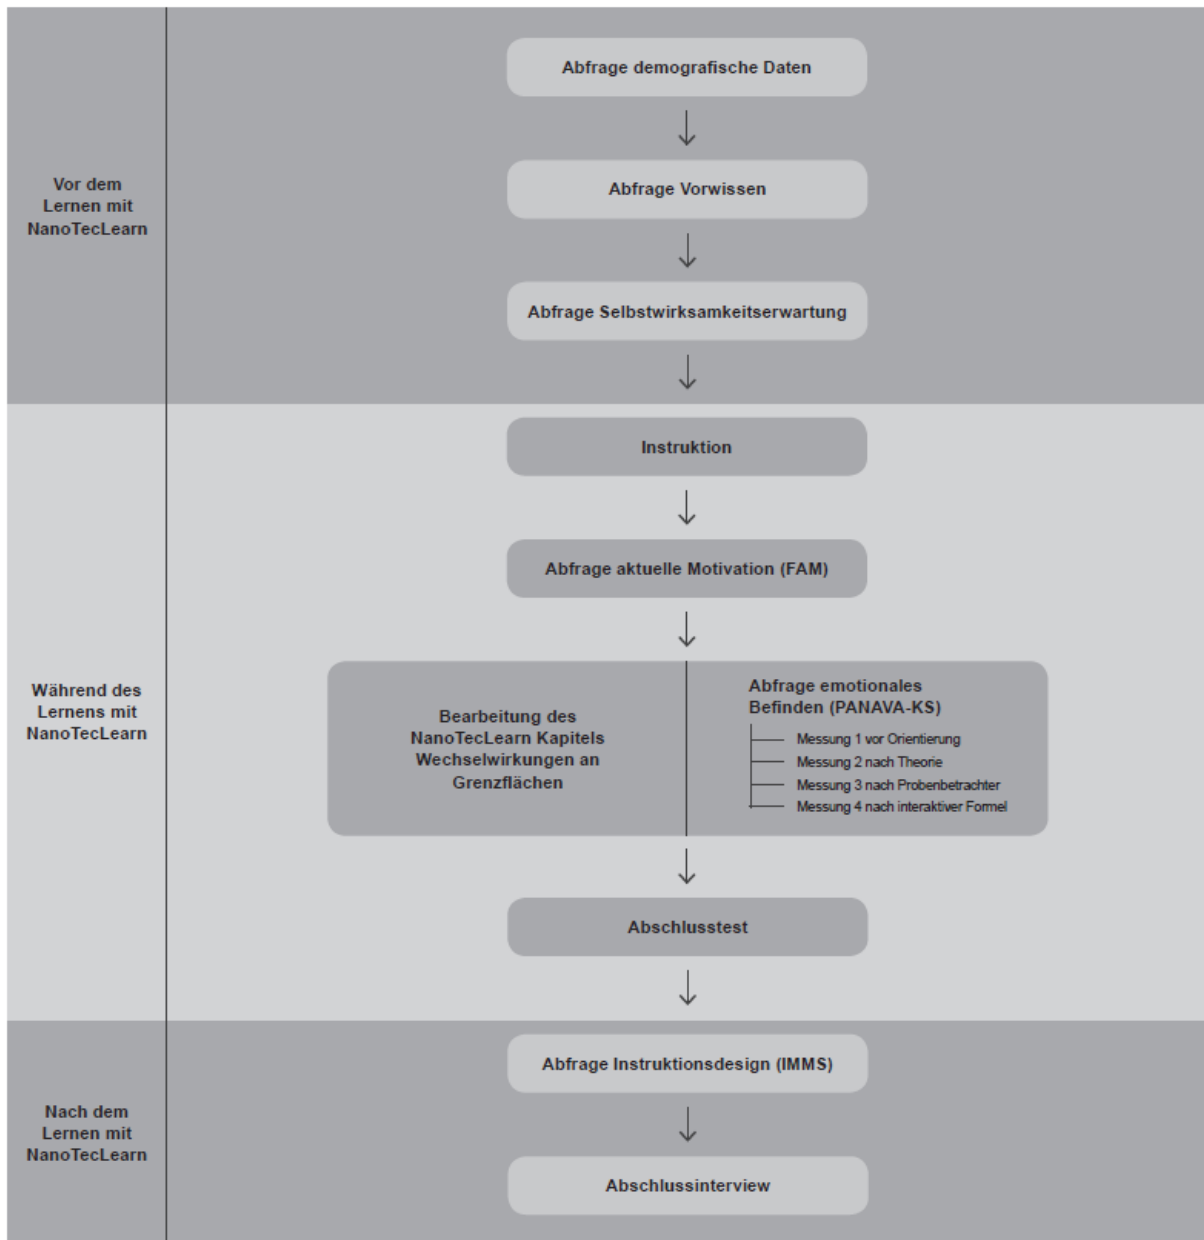 Vor dem
Lernen mit
NanoTecLearn
Abfrage demografische Daten
Abfrage Vorwissen
Abfrage Selbstwirksamkeitserwartung
Während des
Lernens mit
NanoTecLearn
Instruktion
Abfrage aktuelle Motivation (FAM)
Bearbeitung des
NanoTecLearn Kapitels
Wechselwirkungen an
Grenzflächen
Abfrage emotionales
Befinden (PANAVA-KS)
Messung 1 vor Orientierung
Messung 2 nach Theorie
Messung 3 nach Probenbetrachter
Messung 4 nach interaktiver Formel
Abschlusstest
Nach dem
Lernen mit
NanoTecLearn
Abfrage Instruktionsdesign (IMMS)
Abschlussinterview